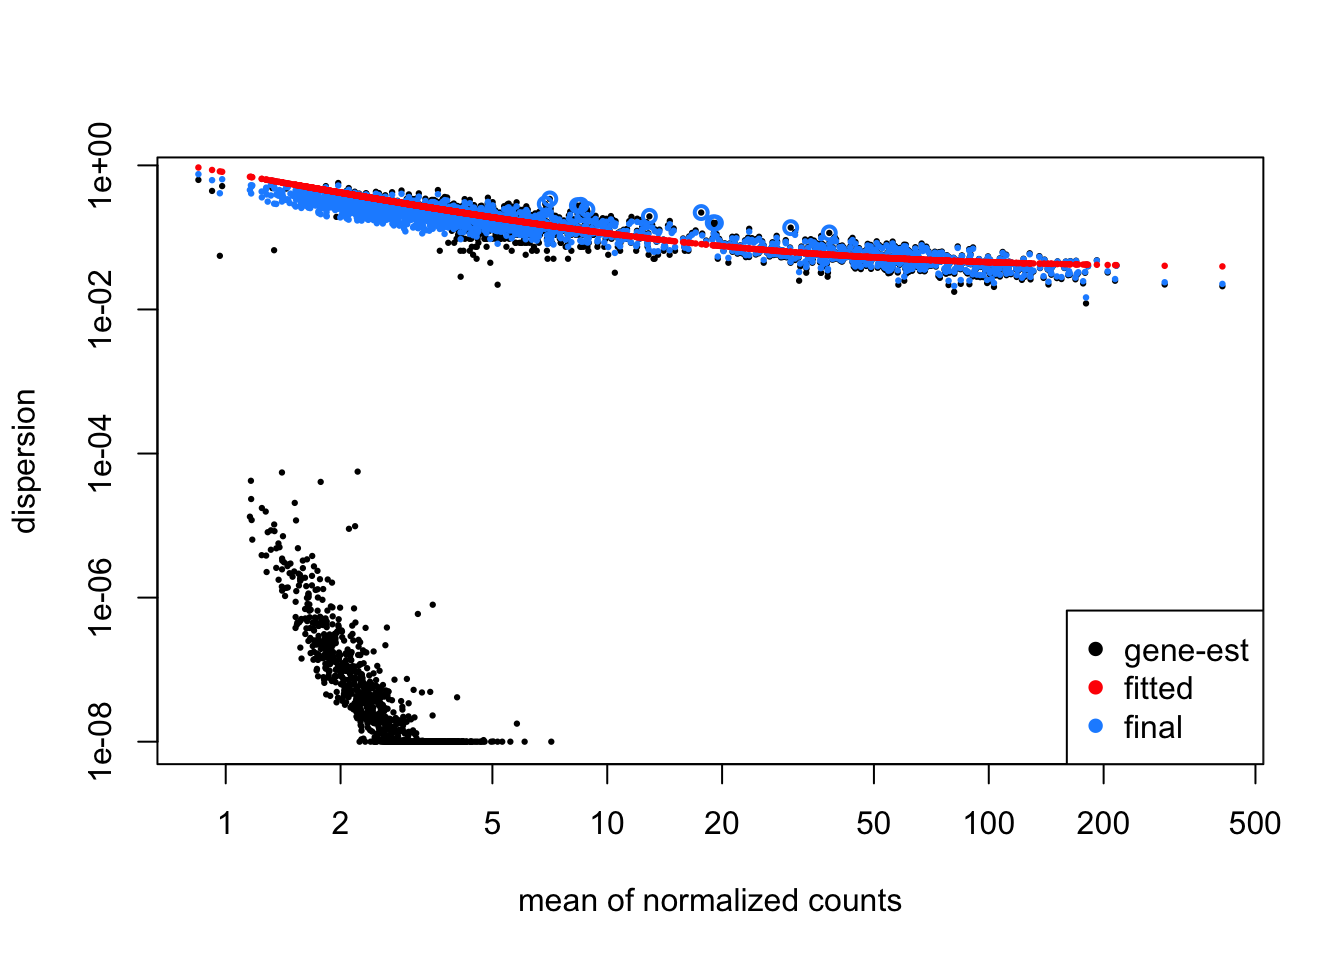 1e+00
1e-02
1e-04
1e-06
1e-08
dispersion
gene-est
fitted
final
1 2 5 10 20 50 100 200 500
mean of normalized counts